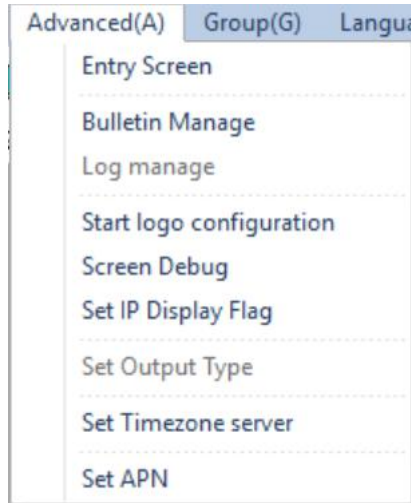 Advanced(A) Group(G) Langua
Entry Screen
Bulletin Manage
Log manage
Start logo configuration
Screen Debug
Set IP Display Flag
Set Output Type
Set Timezone server
Set APN